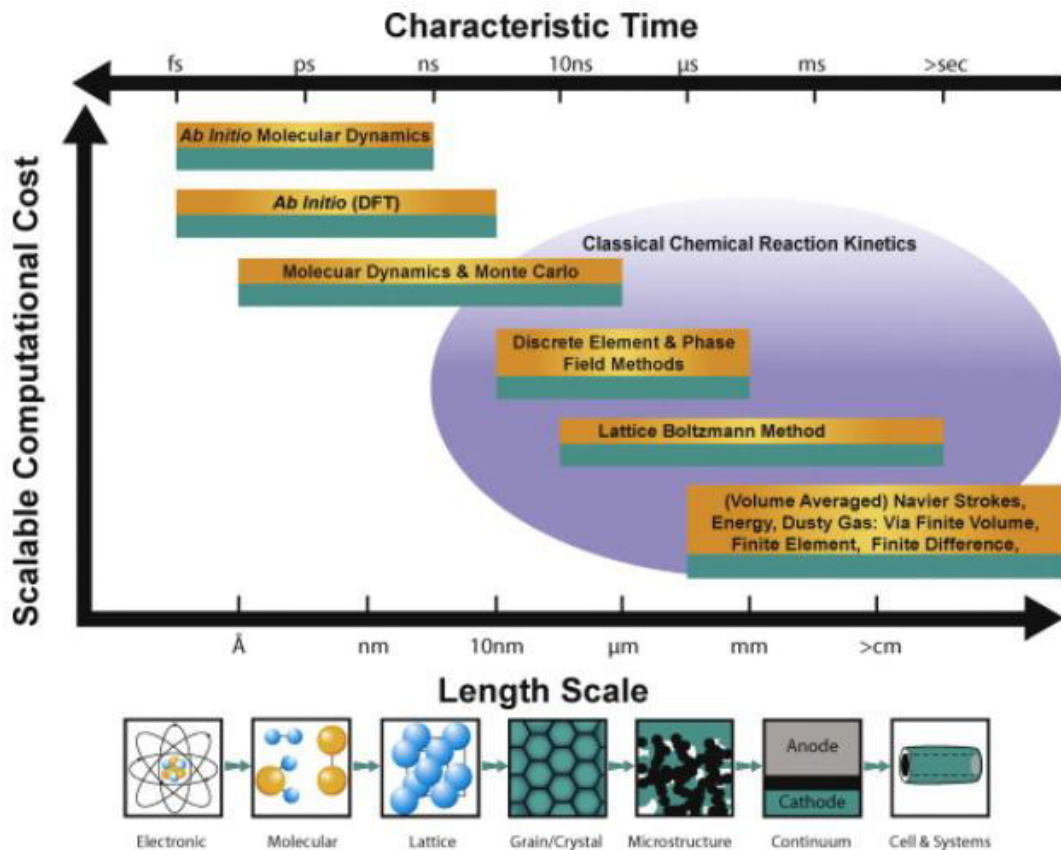 Characteristic Time
fs ps ns 10ns µs ms >sec
Scalable Computational Cost
Ab Initio Molecular Dynamics
Ab Initio (DFT)
Classical Chemical Reaction Kinetics
Molecuar Dynamics & Monte Carlo
Discrete Element & Phase
Field Methods
Lattice Boltzmann Method
(Volume Averaged) Navier Strokes,
Energy, Dusty Gas: Via Finite Volume,
Finite Element, Finite Difference,
Å nm 10nm µm mm >cm
Length Scale
Anode
Cathode
Electronic Molecular Lattice Grain/Crystal Microstructure Continuum Cell & Systems